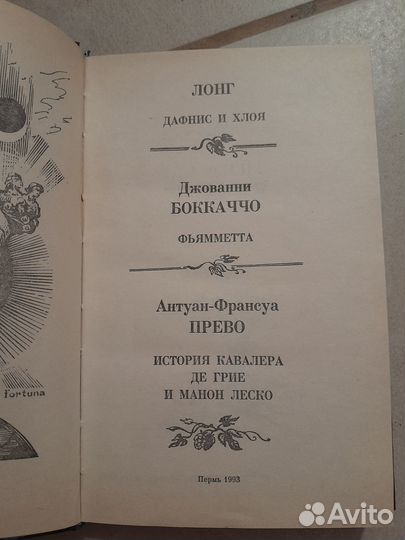 ЛОНГ
ДАФНИС И ХЛОЯ
Джованни
БОККАЧЧО
ФЬЯММЕТТА
Антуан-Франсуа
ПРЕВО
ИСТОРИЯ КАВАЛЕРА
ДЕ ГРИЕ
И МАНОН ЛЕСКО
Пермь 1993
fortuna
Avito